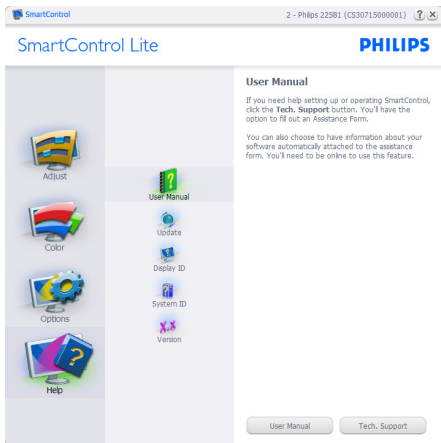 SmartControl
2 - Philips 225B1 (CS30715000001)
?
X
SmartControl Lite
PHILIPS
Adjust
Color
Options
Help
User Manual
Update
Display ID
System ID
X.X
Version
User Manual
If you need help setting up or operating SmartControl,
click the Tech. Support button. You'll have the
option to fill out an Assistance Form.
You can also choose to have information about your
software automatically attached to the assistance
form. You'll need to be online to use this feature.
User Manual
Tech. Support